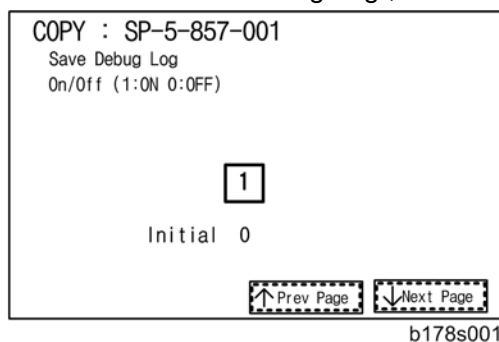 COPY : SP-5-857-001
Save Debug Log
On/Off (1:ON 0:OFF)
1
Initial 0
↑Prev Page ↓Next Page
b178s001